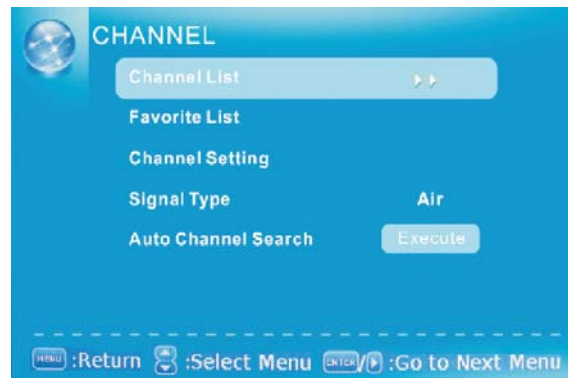 CHANNEL
Channel List
Favorite List
Channel Setting
Signal Type Air
Auto Channel Search Execute
MENU :Return :Select Menu ENTER/ :Go to Next Menu